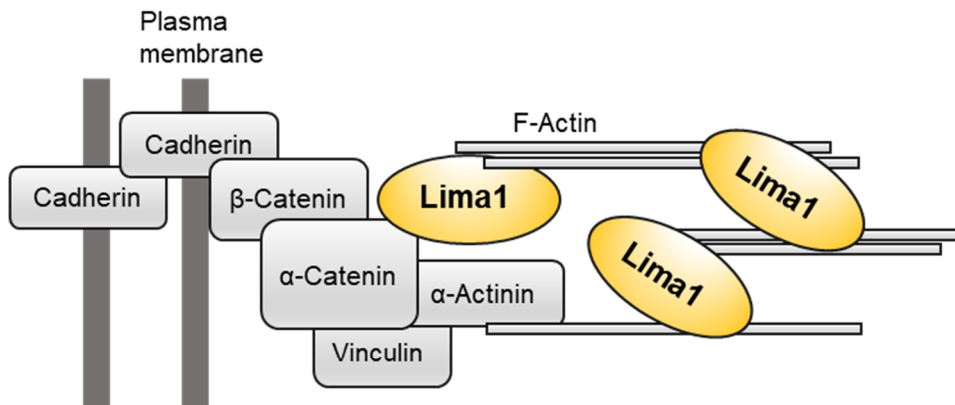 Plasma
membrane
F-Actin
Cadherin
Cadherin
β-Catenin
Lima1
Lima1
Lima1
α-Catenin
α-Actinin
Vinculin